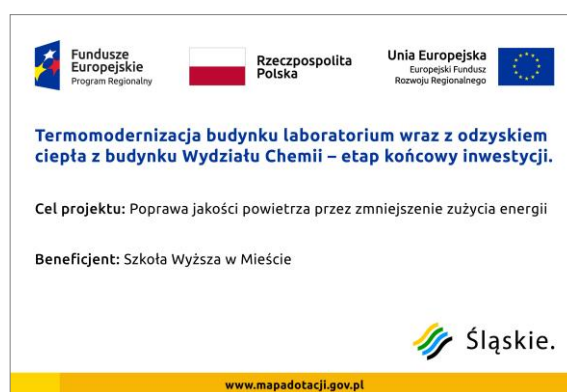 Fundusze
Europejskie
Program Regionalny
Rzeczpospolita
Polska
Unia Europejska
Europejski Fundusz
Rozwoju Regionalnego
Termomodernizacja budynku laboratorium wraz z odzyskiem
ciepła z budynku Wydziału Chemii – etap końcowy inwestycji.
Cel projektu: Poprawa jakości powietrza przez zmniejszenie zużycia energii
Beneficjent: Szkoła Wyższa w Mieście
Śląskie.
www.mapadotacji.gov.pl